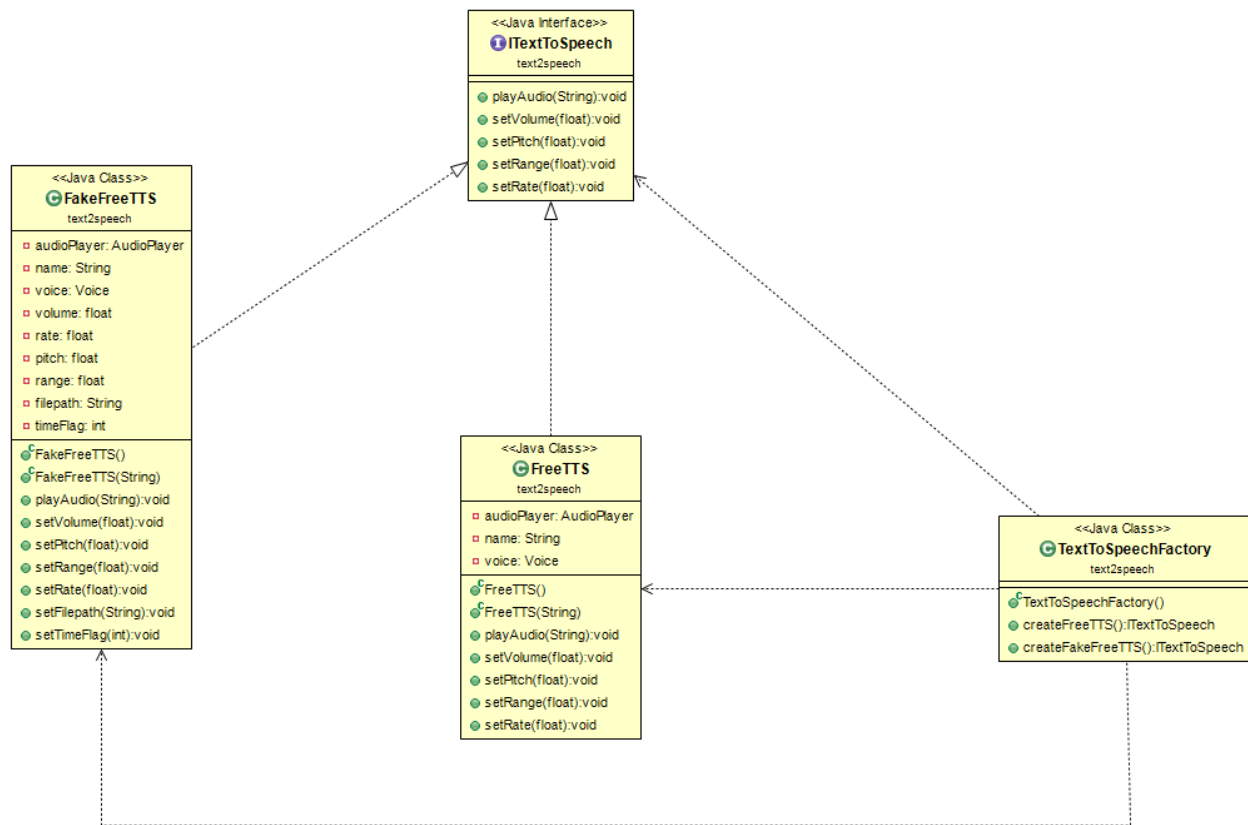 <<Java Interface>>
ITextToSpeech
text2speech
playAudio(String):void
setVolume(float):void
setPitch(float):void
setRange(float):void
setRate(float):void
<<Java Class>>
FakeFreeTTS
text2speech
audioPlayer: AudioPlayer
name: String
voice: Voice
volume: float
rate: float
pitch: float
range: float
filepath: String
timeFlag: int
FakeFreeTTS()
FakeFreeTTS(String)
playAudio(String):void
setVolume(float):void
setPitch(float):void
setRange(float):void
setRate(float):void
setFilepath(String):void
setTimeFlag(int):void
<<Java Class>>
FreeTTS
text2speech
audioPlayer: AudioPlayer
name: String
voice: Voice
FreeTTS()
FreeTTS(String)
playAudio(String):void
setVolume(float):void
setPitch(float):void
setRange(float):void
setRate(float):void
<<Java Class>>
TextToSpeechFactory
text2speech
TextToSpeechFactory()
createFreeTTS():ITextToSpeech
createFakeFreeTTS():ITextToSpeech